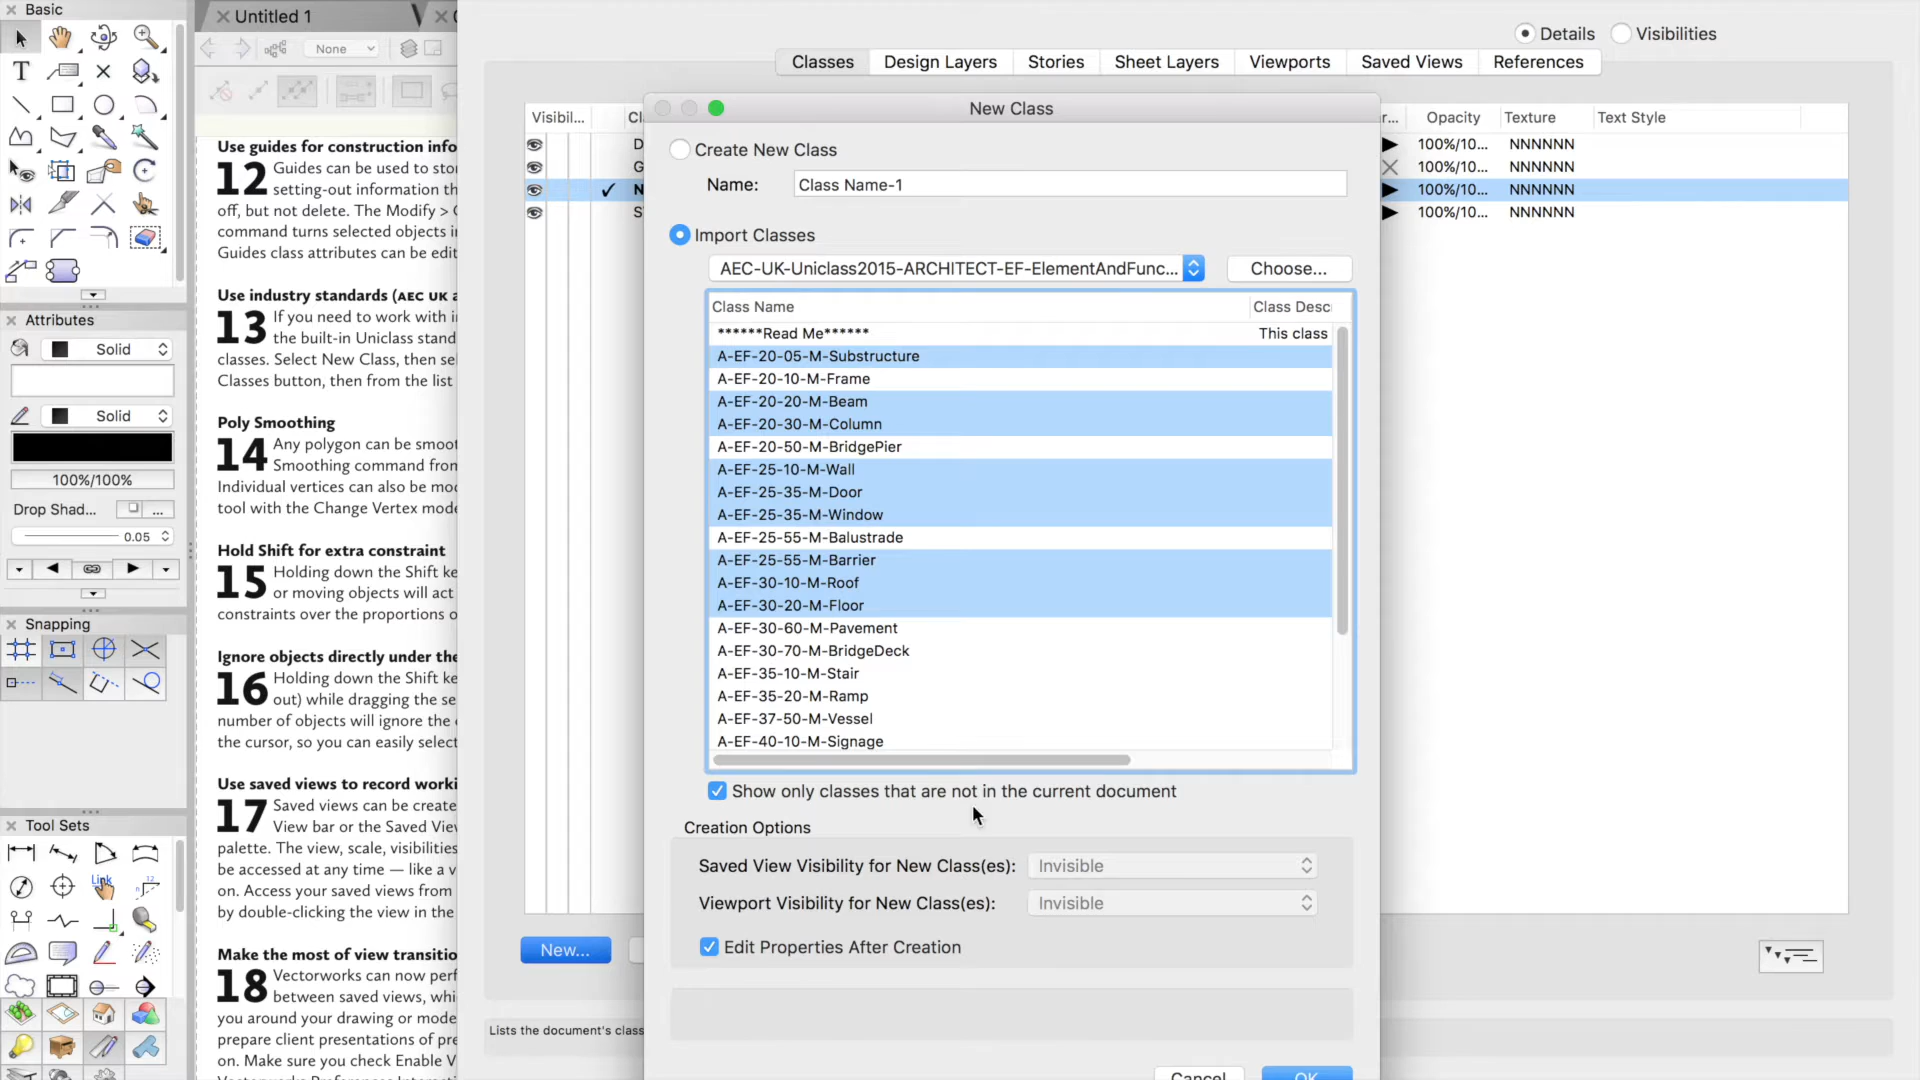 Basic
Untitled 1
Details
Visibilities
None
Classes
Design Layers
Stories
Sheet Layers
Viewports
Saved Views
References
Visibil...
Opacity
Texture
Text Style
100%/10...
NNNNNN
100%/10...
NNNNNN
100%/10...
NNNNNN
100%/10...
NNNNNN
New Class
Create New Class
Name:
Class Name-1
Import Classes
AEC-UK-Uniclass2015-ARCHITECT-EF-ElementAndFunc...
Choose...
Class Name
Class Desc
******Read Me******
This class
A-EF-20-05-M-Substructure
A-EF-20-10-M-Frame
A-EF-20-20-M-Beam
A-EF-20-30-M-Column
A-EF-20-50-M-BridgePier
A-EF-25-10-M-Wall
A-EF-25-35-M-Door
A-EF-25-35-M-Window
A-EF-25-55-M-Balustrade
A-EF-25-55-M-Barrier
A-EF-30-10-M-Roof
A-EF-30-20-M-Floor
A-EF-30-60-M-Pavement
A-EF-30-70-M-BridgeDeck
A-EF-35-10-M-Stair
A-EF-35-20-M-Ramp
A-EF-37-50-M-Vessel
A-EF-40-10-M-Signage
Show only classes that are not in the current document
Creation Options
Saved View Visibility for New Class(es):
Invisible
Viewport Visibility for New Class(es):
Invisible
Edit Properties After Creation
Cancel
OK
New...
Lists the document's class
Attributes
Solid
Solid
100%/100%
Drop Shad...
...
0.05
Snapping
Tool Sets
Link
Use guides for construction info
12 Guides can be used to stor
setting-out information th
off, but not delete. The Modify >
command turns selected objects in
Guides class attributes can be edit
Use industry standards (AEC UK a
13 If you need to work with in
the built-in Uniclass stand
classes. Select New Class, then sel
Classes button, then from the list
Poly Smoothing
14 Any polygon can be smoot
Smoothing command from
Individual vertices can also be mod
tool with the Change Vertex mode
Hold Shift for extra constraint
15 Holding down the Shift ke
or moving objects will act
constraints over the proportions o
Ignore objects directly under the
16 Holding down the Shift ke
out) while dragging the se
number of objects will ignore the
the cursor, so you can easily select
Use saved views to record worki
17 Saved views can be create
View bar or the Saved View
palette. The view, scale, visibilities
be accessed at any time — like a v
on. Access your saved views from
by double-clicking the view in the
Make the most of view transitio
18 Vectorworks can now perf
between saved views, whi
you around your drawing or mode
prepare client presentations of pre
on. Make sure you check Enable V